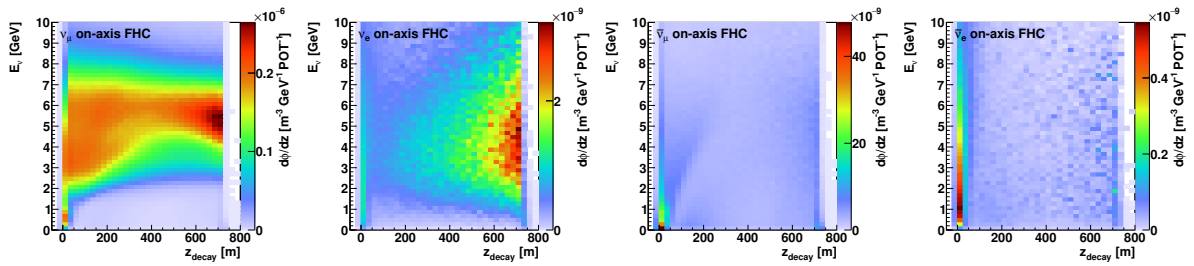 ν_μ on-axis FHC
E_ν [GeV]
10
9
8
7
6
5
4
3
2
1
0
0 200 400 600 800
z_decay [m]
×10⁻⁶
0.2
0.1
0
dϕ/dz [m⁻³ GeV⁻¹ POT⁻¹]
ν_e on-axis FHC
E_ν [GeV]
10
9
8
7
6
5
4
3
2
1
0
0 200 400 600 800
z_decay [m]
×10⁻⁹
2
0
dϕ/dz [m⁻³ GeV⁻¹ POT⁻¹]
ν̅_μ on-axis FHC
E_ν [GeV]
10
9
8
7
6
5
4
3
2
1
0
0 200 400 600 800
z_decay [m]
×10⁻⁹
40
20
0
dϕ/dz [m⁻³ GeV⁻¹ POT⁻¹]
ν̅_e on-axis FHC
E_ν [GeV]
10
9
8
7
6
5
4
3
2
1
0
0 200 400 600 800
z_decay [m]
×10⁻⁹
0.4
0.2
0
dϕ/dz [m⁻³ GeV⁻¹ POT⁻¹]